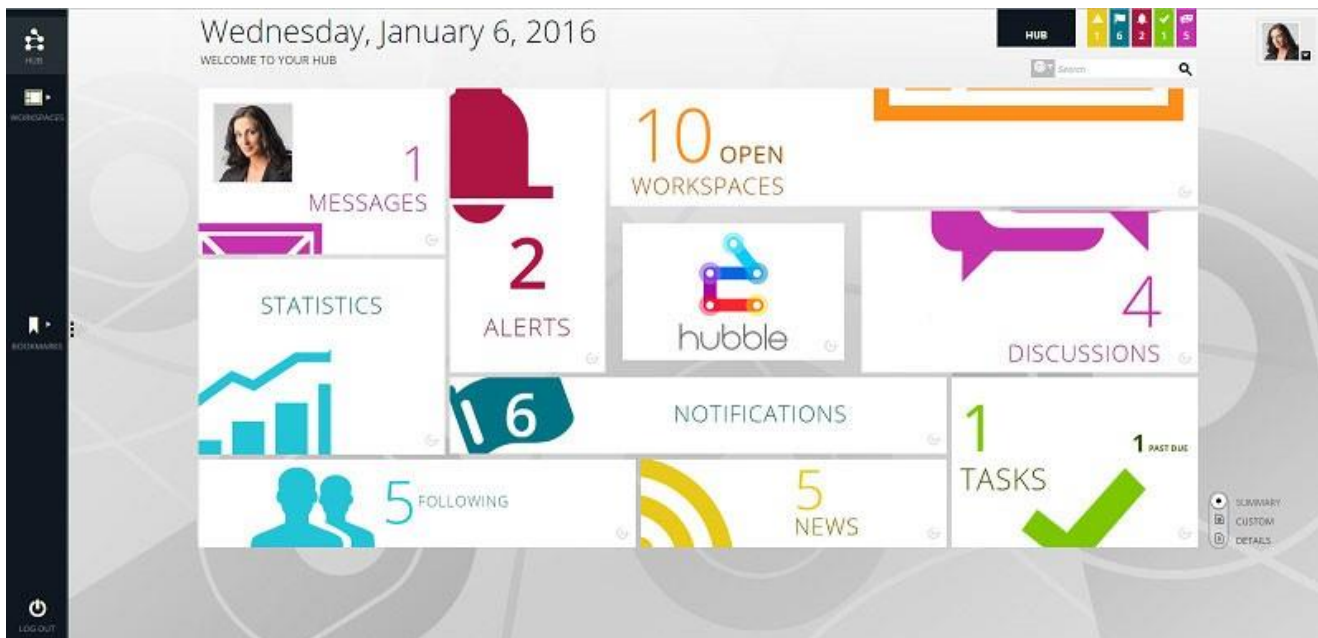 Wednesday, January 6, 2016
WELCOME TO YOUR HUB
HUB
1 6 2 1 5
Search
HUB
WORKSPACES
BOOKMARKS
LOG OUT
1
MESSAGES
2
ALERTS
10 OPEN
WORKSPACES
STATISTICS
hubble
4
DISCUSSIONS
6 NOTIFICATIONS
1
1 PAST DUE
TASKS
5 FOLLOWING
5
NEWS
SUMMARY
CUSTOM
DETAILS